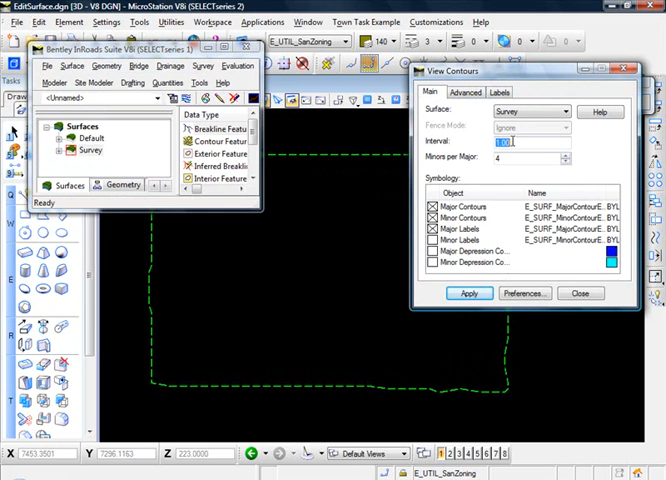 EditSurface.dgn [3D - V8 DGN] - MicroStation V8i (SELECTseries 2)
File Edit Element Settings Tools Utilities Workspace Applications Window Town Task Example Customizations Help
E_UTIL_SanZoning 140 3 0
Bentley InRoads Suite V8i (SELECTseries
File Surface Geometry Bridge Drainage Survey Evaluation
Modeler Site Modeler Drafting Quantities Tools Help
<Unnamed>
Surfaces
Default
Survey
Data Type
Breakline Featu
Contour Feature
Exterior Feature
Inferred Breaklin
Interior Feature
Surfaces Geometry
Ready
Tasks
Draw
View Contours
Main Advanced Labels
Surface: Survey Help
Fence Mode: Ignore
Interval: 1.00
Minors per Major: 4
Symbology:
Object Name
Major Contours E_SURF_MajorContourE... BYL
Minor Contours E_SURF_MinorContourE... BYL
Major Labels E_SURF_MajorContourE... BYL
Minor Labels E_SURF_MinorContourE... BYL
Major Depression Co...
Minor Depression Co...
Apply Preferences... Close
Q
W
E
R
T
X 7453.3501 Y 7296.1163 Z 223.0000 Default Views 1 2 3 4 5 6 7 8
E_UTIL_SanZoning